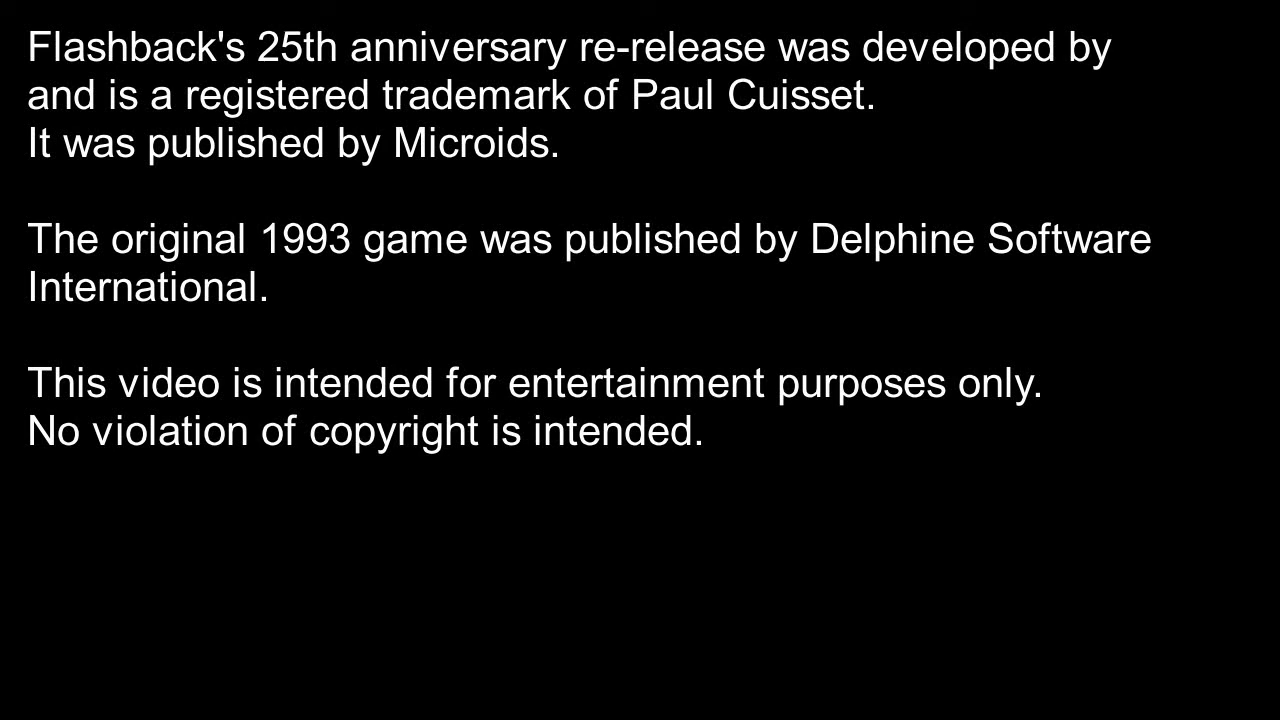 Flashback's 25th anniversary re-release was developed by
and is a registered trademark of Paul Cuisset.
It was published by Microids.
The original 1993 game was published by Delphine Software
International.
This video is intended for entertainment purposes only.
No violation of copyright is intended.